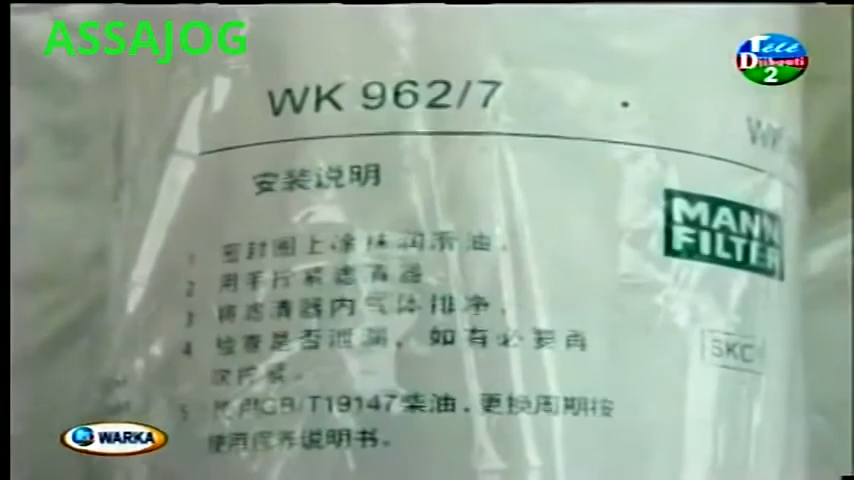 ASSAJOG
Télé
Djibouti
2
WK 962/7
WK
安装说明
MANN
FILTER
1 密封圈上涂抹润滑油.
2 用手拧紧滤清器
3 将滤清器内气体排净.
4 检查是否泄漏, 如有必要再
次拧紧.
5 使用GB/T19147柴油. 更换周期按
使用保养说明书.
SKC
WARKA